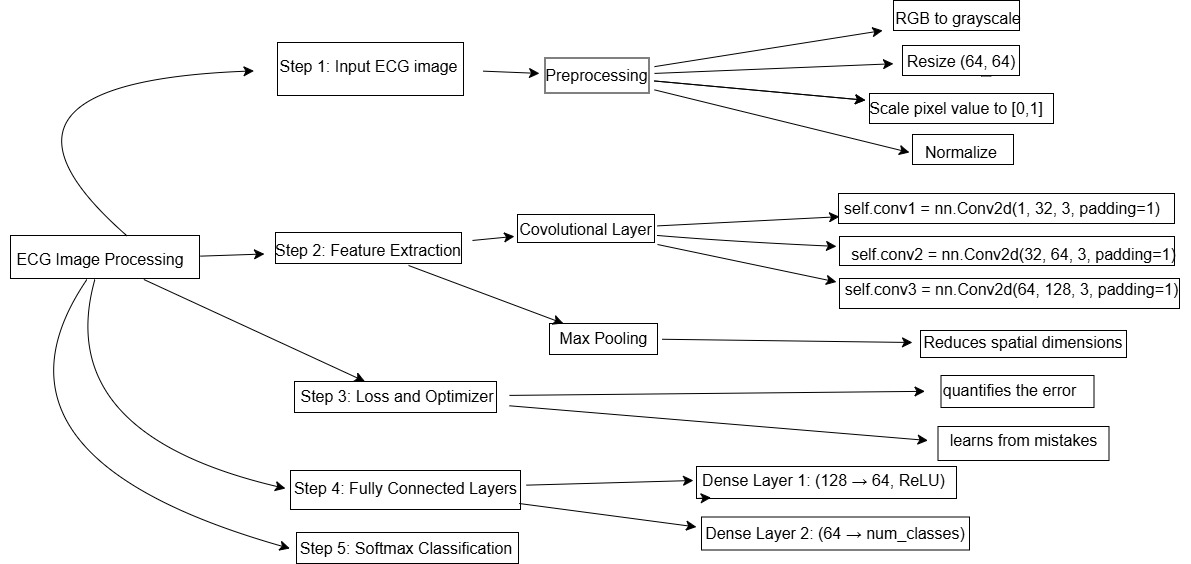 RGB to grayscale
Step 1: Input ECG image
Preprocessing
Resize (64, 64)
Scale pixel value to [0,1]
Normalize
ECG Image Processing
Step 2: Feature Extraction
Covolutional Layer
self.conv1 = nn.Conv2d(1, 32, 3, padding=1)
self.conv2 = nn.Conv2d(32, 64, 3, padding=1)
self.conv3 = nn.Conv2d(64, 128, 3, padding=1)
Max Pooling
Reduces spatial dimensions
Step 3: Loss and Optimizer
quantifies the error
learns from mistakes
Step 4: Fully Connected Layers
Dense Layer 1: (128 → 64, ReLU)
Dense Layer 2: (64 → num_classes)
Step 5: Softmax Classification